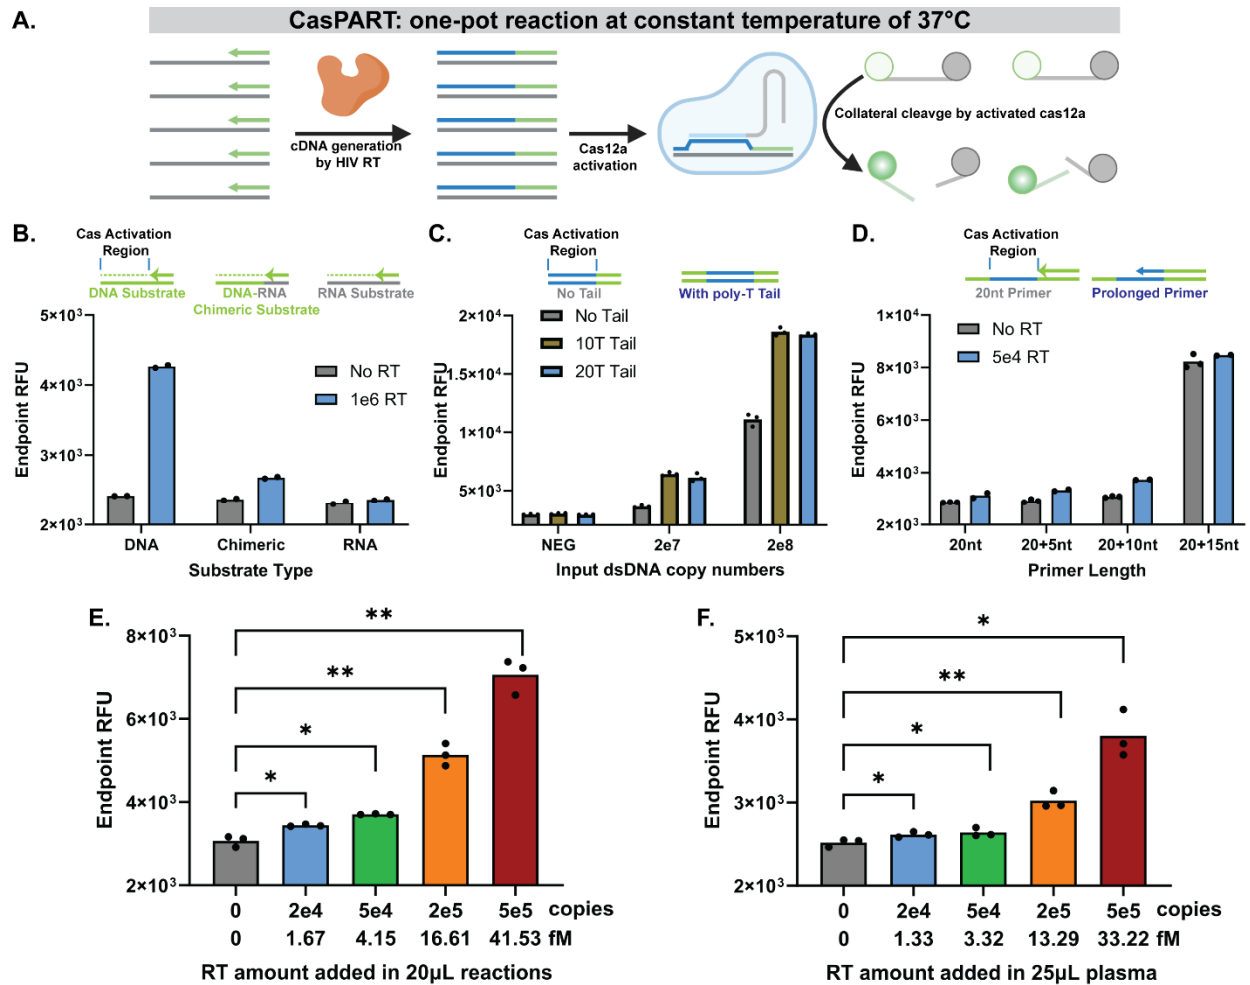 A.
CasPART: one-pot reaction at constant temperature of 37°C
cDNA generation
by HIV RT
Cas12a
activation
Collateral cleavge by activated cas12a
B.
Cas Activation
Region
DNA Substrate
DNA-RNA
Chimeric Substrate
RNA Substrate
5×10³
4×10³
3×10³
2×10³
Endpoint RFU
No RT
1e6 RT
DNA
Chimeric
RNA
Substrate Type
C.
Cas Activation
Region
No Tail
With poly-T Tail
No Tail
10T Tail
20T Tail
2×10⁴
1.5×10⁴
1×10⁴
5×10³
Endpoint RFU
NEG
2e7
2e8
Input dsDNA copy numbers
D.
Cas Activation
Region
20nt Primer
Prolonged Primer
No RT
5e4 RT
1×10⁴
8×10³
6×10³
4×10³
2×10³
Endpoint RFU
20nt
20+5nt
20+10nt
20+15nt
Primer Length
E.
8×10³
6×10³
4×10³
2×10³
Endpoint RFU
**
**
*
*
0 2e4 5e4 2e5 5e5 copies
0 1.67 4.15 16.61 41.53 fM
RT amount added in 20µL reactions
F.
5×10³
4×10³
3×10³
2×10³
Endpoint RFU
*
**
*
*
0 2e4 5e4 2e5 5e5 copies
0 1.33 3.32 13.29 33.22 fM
RT amount added in 25µL plasma